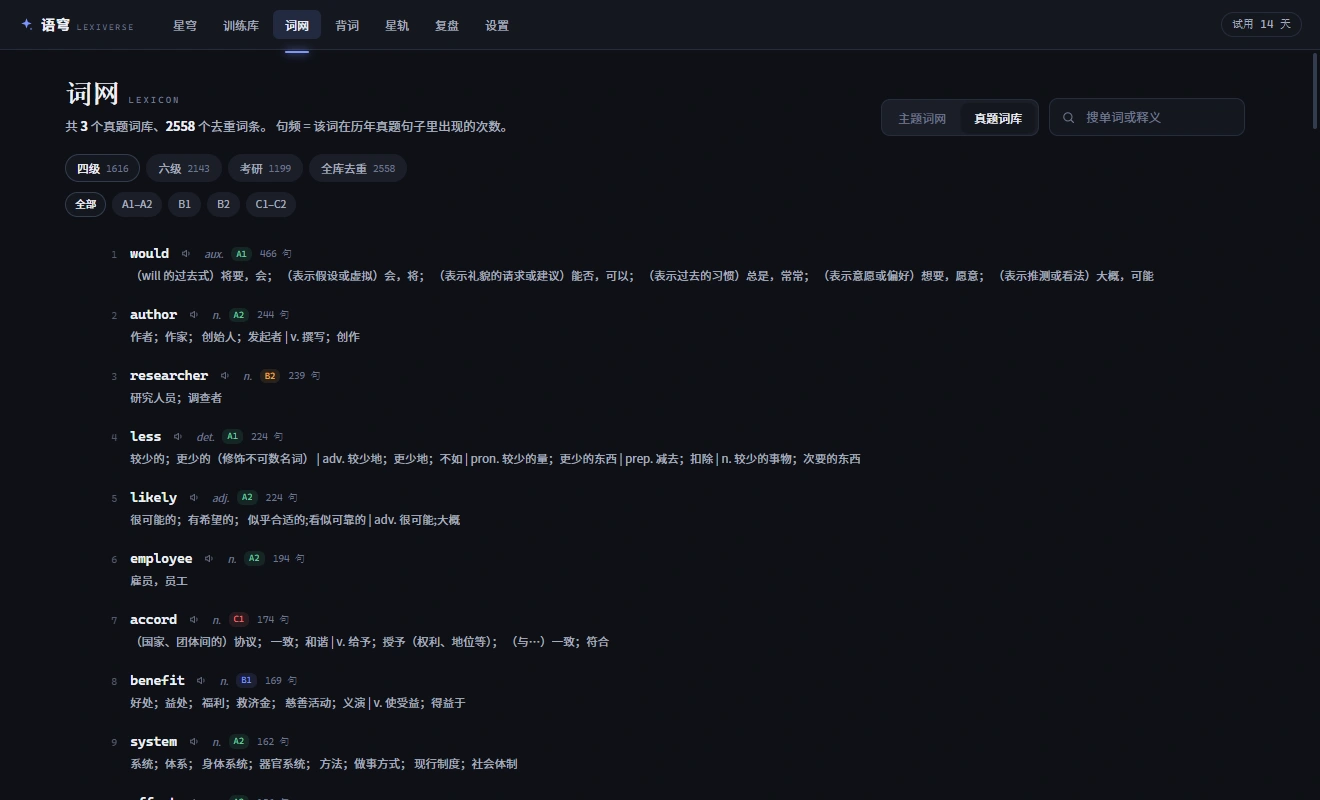 语穹 LEXIVERSE 星穹 训练库 词网 背词 星轨 复盘 设置 试用 14 天
词网 LEXICON
共 3 个真题词库、2558 个去重词条。 句频 = 该词在历年真题句子里出现的次数。
主题词网 真题词库 搜单词或释义
四级 1616 六级 2143 考研 1199 全库去重 2558
全部 A1–A2 B1 B2 C1–C2
1 would aux. A1 466 句
（will 的过去式）将要，会； （表示假设或虚拟）会，将； （表示礼貌的请求或建议）能否，可以； （表示过去的习惯）总是，常常； （表示意愿或偏好）想要，愿意； （表示推测或看法）大概，可能
2 author n. A2 244 句
作者；作家； 创始人；发起者 | v. 撰写；创作
3 researcher n. B2 239 句
研究人员；调查者
4 less det. A1 224 句
较少的；更少的（修饰不可数名词） | adv. 较少地；更少地；不如 | pron. 较少的量；更少的东西 | prep. 减去；扣除 | n. 较少的事物；次要的东西
5 likely adj. A2 224 句
很可能的；有希望的； 似乎合适的;看似可靠的 | adv. 很可能;大概
6 employee n. A2 194 句
雇员，员工
7 accord n. C1 174 句
（国家、团体间的）协议； 一致；和谐 | v. 给予；授予（权利、地位等）； （与…）一致；符合
8 benefit n. B1 169 句
好处；益处； 福利；救济金； 慈善活动；义演 | v. 使受益；得益于
9 system n. A2 162 句
系统；体系； 身体系统；器官系统； 方法；做事方式； 现行制度；社会体制